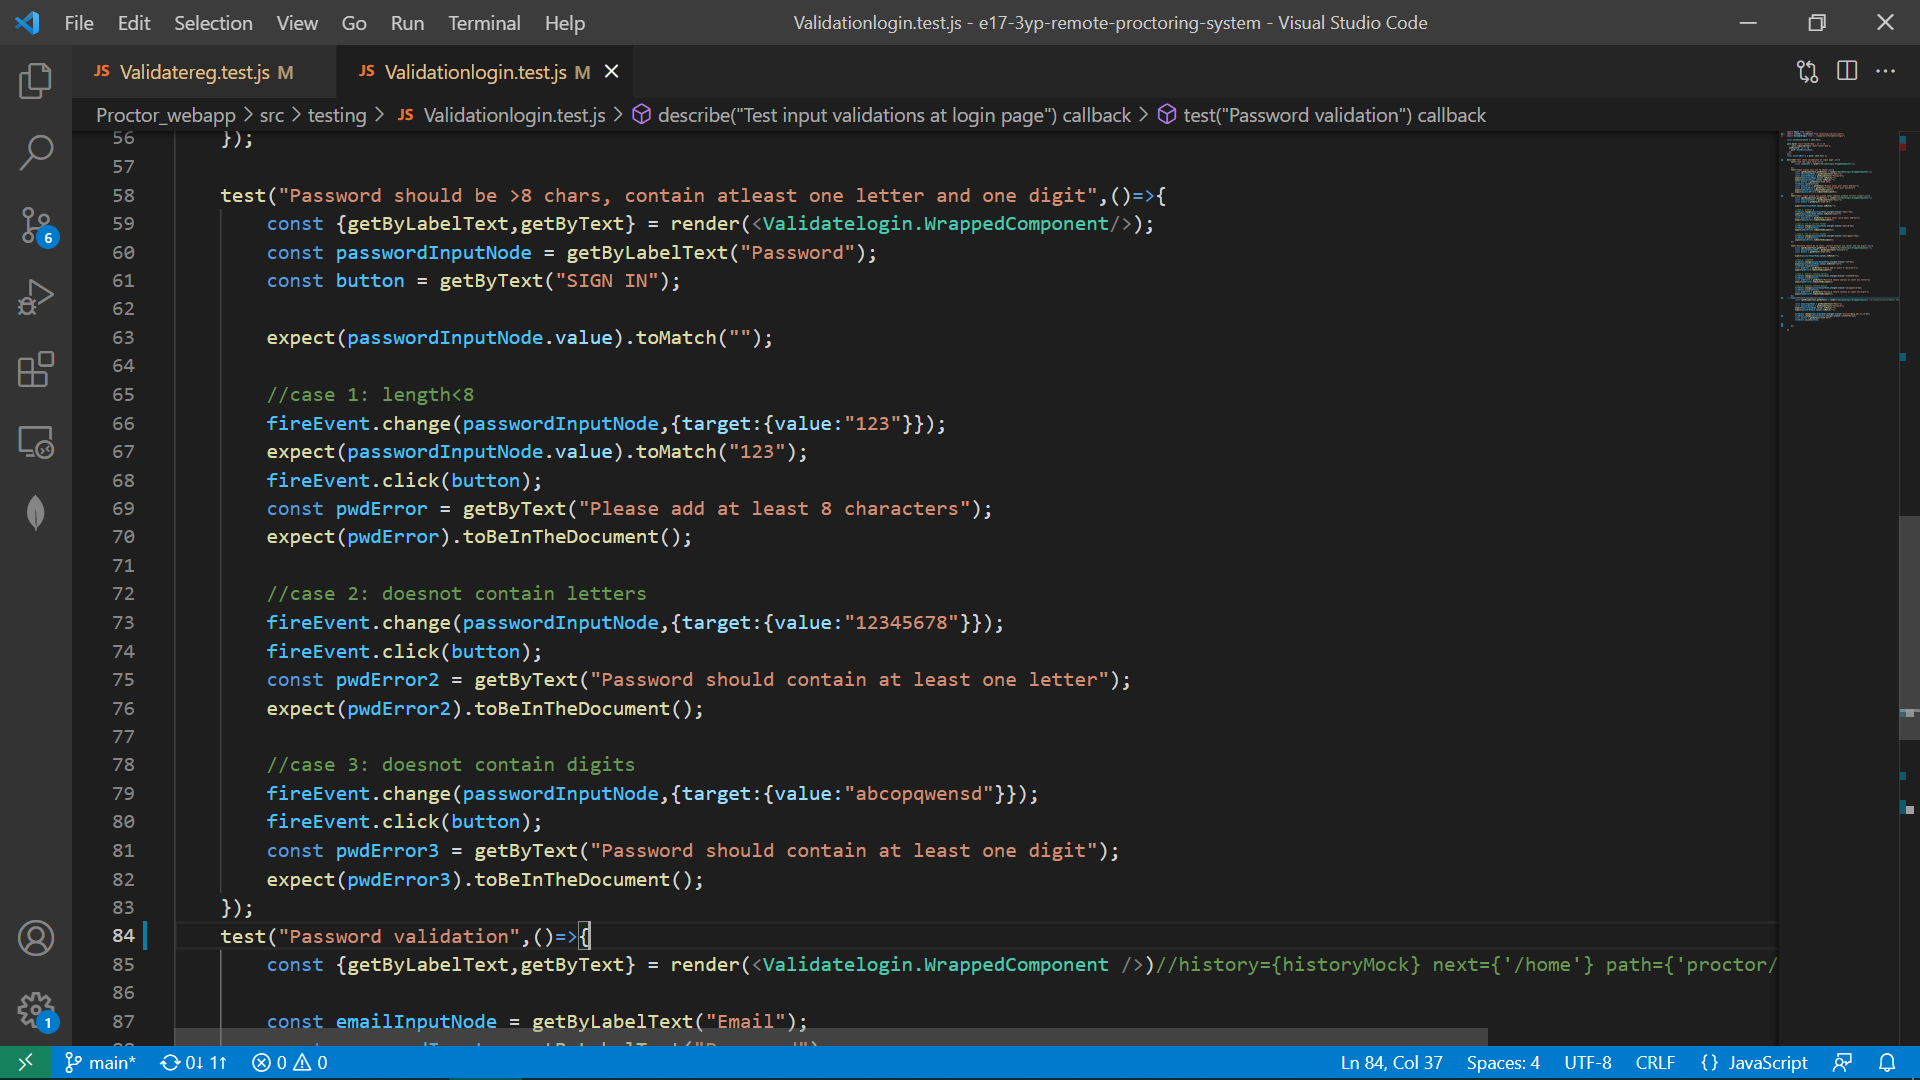 File Edit Selection View Go Run Terminal Help Validationlogin.test.js - e17-3yp-remote-proctoring-system - Visual Studio Code
JS Validatereg.test.js M JS Validationlogin.test.js M
Proctor_webapp > src > testing > JS Validationlogin.test.js > describe("Test input validations at login page") callback > test("Password validation") callback
56 });
57
58 test("Password should be >8 chars, contain atleast one letter and one digit",()=>{
59 const {getByLabelText,getByText} = render(<Validatelogin.WrappedComponent/>);
60 const passwordInputNode = getByLabelText("Password");
61 const button = getByText("SIGN IN");
62
63 expect(passwordInputNode.value).toMatch("");
64
65 //case 1: length<8
66 fireEvent.change(passwordInputNode,{target:{value:"123"}});
67 expect(passwordInputNode.value).toMatch("123");
68 fireEvent.click(button);
69 const pwdError = getByText("Please add at least 8 characters");
70 expect(pwdError).toBeInTheDocument();
71
72 //case 2: doesnot contain letters
73 fireEvent.change(passwordInputNode,{target:{value:"12345678"}});
74 fireEvent.click(button);
75 const pwdError2 = getByText("Password should contain at least one letter");
76 expect(pwdError2).toBeInTheDocument();
77
78 //case 3: doesnot contain digits
79 fireEvent.change(passwordInputNode,{target:{value:"abcopqwensd"}});
80 fireEvent.click(button);
81 const pwdError3 = getByText("Password should contain at least one digit");
82 expect(pwdError3).toBeInTheDocument();
83 });
84 test("Password validation",()=>{
85 const {getByLabelText,getByText} = render(<Validatelogin.WrappedComponent />)//history={historyMock} next={'/home'} path={'proctor/
86
87 const emailInputNode = getByLabelText("Email");
6
1
main* 0↓ 1↑ 0 0 Ln 84, Col 37 Spaces: 4 UTF-8 CRLF {} JavaScript